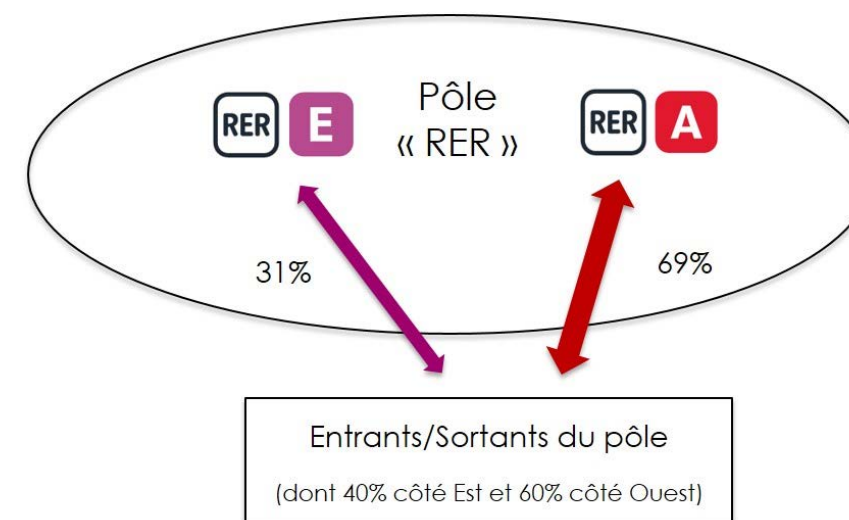 Pôle
« RER »
RER E
RER A
31%
69%
Entrants/Sortants du pôle
(dont 40% côté Est et 60% côté Ouest)